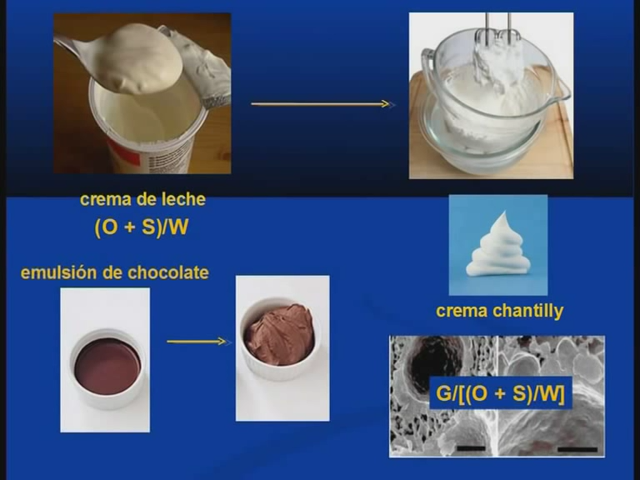 crema de leche
(O + S)/W
emulsión de chocolate
crema chantilly
G/[(O + S)/W]